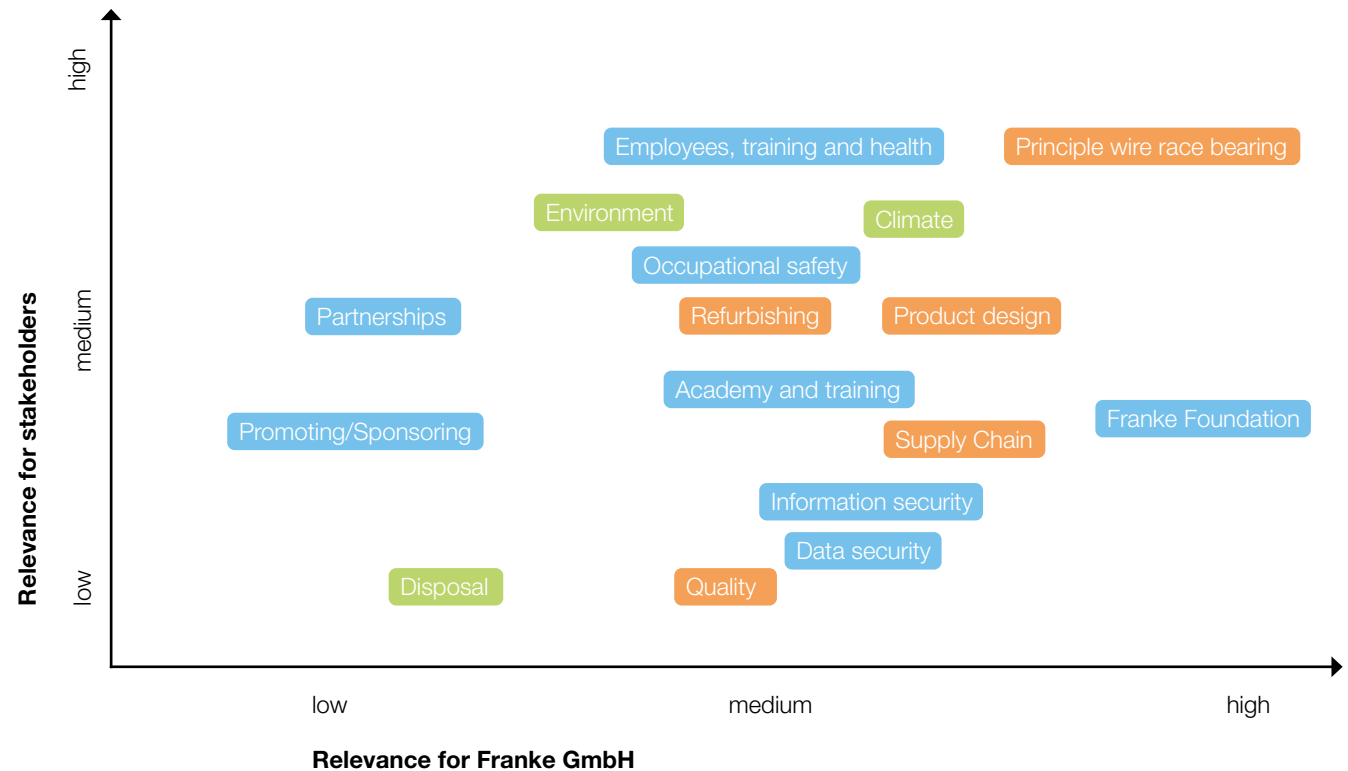 high
Employees, training and health
Principle wire race bearing
Environment
Climate
Occupational safety
Partnerships
Refurbishing
Product design
medium
Relevance for stakeholders
Academy and training
Franke Foundation
Promoting/Sponsoring
Supply Chain
Information security
Data security
Disposal
Quality
low
low
medium
high
Relevance for Franke GmbH